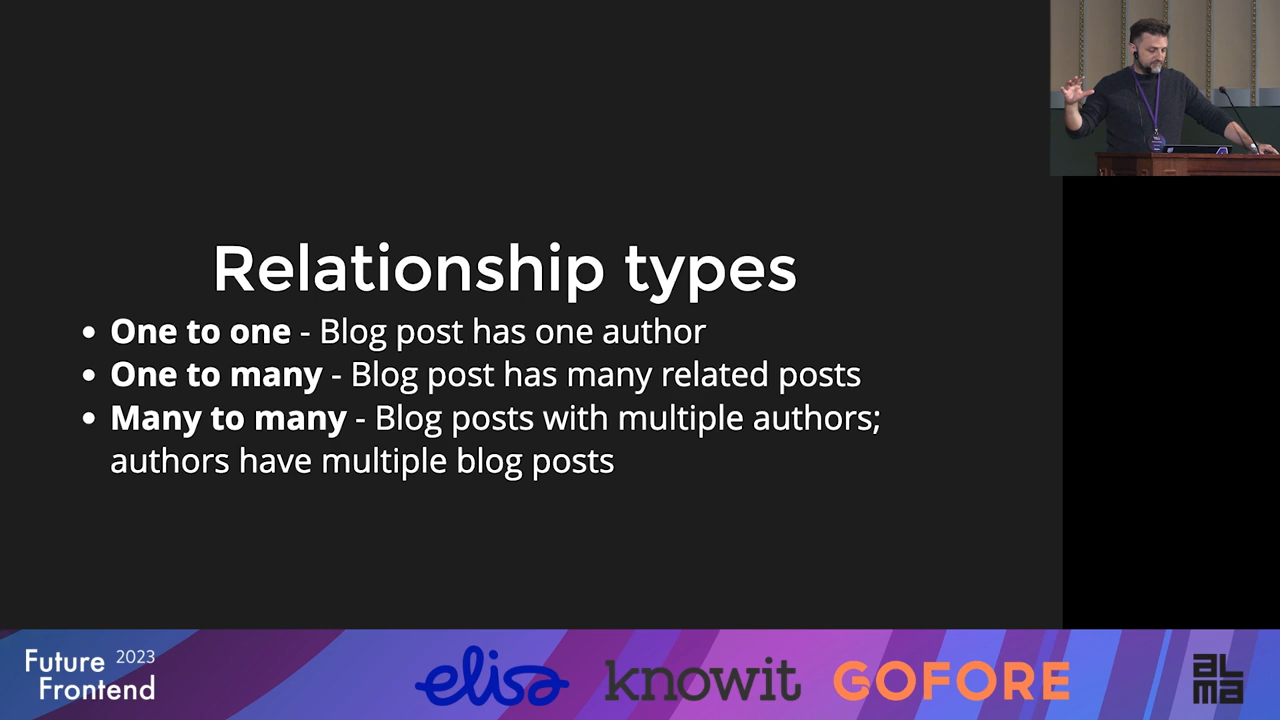 Relationship types
• One to one - Blog post has one author
• One to many - Blog post has many related posts
• Many to many - Blog posts with multiple authors;
authors have multiple blog posts
Future 2023
Frontend
elisa
knowit
GOFORE
aL
ma